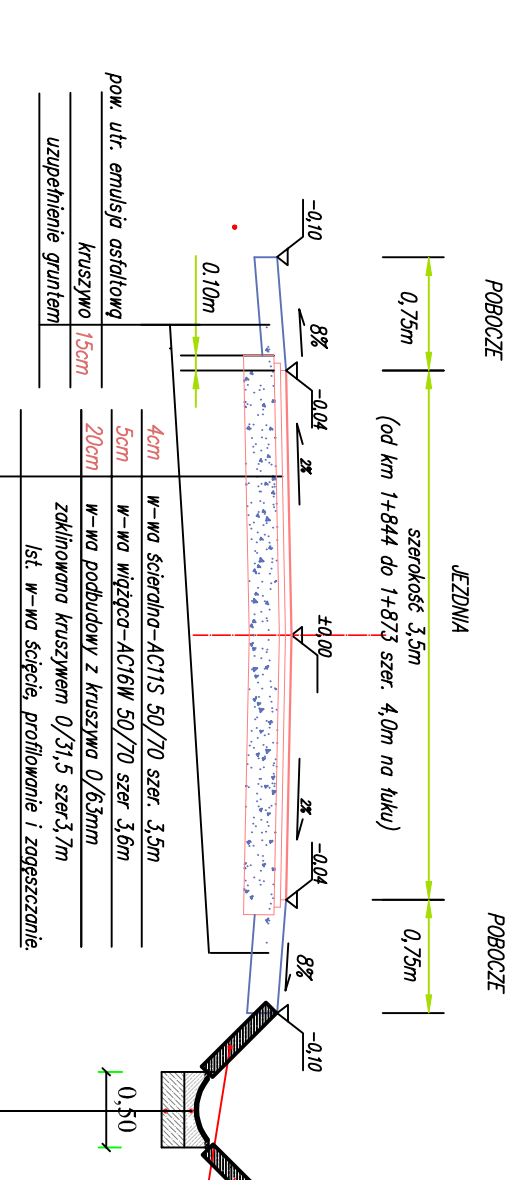 POBOCZE
JEZDNIA
POBOCZE
0,75m
szerokość 3,5m
0,75m
(od km 1+844 do 1+873 szer. 4,0m na łuku)
-0,10
8%
-0.04
2%
±0,00
2%
-0.04
8%
-0,10
0.10m
pow. utr. emulsja asfaltową
kruszywo 15cm
uzupełnienie gruntem
4cm w-wa ścieralna-AC11S 50/70 szer. 3,5m
5cm w-wa wiążąca-AC16W 50/70 szer 3,6m
20cm w-wa podbudowy z kruszywa 0/63mm
zaklinowana kruszywem 0/31,5 szer3,7m
Ist. w-wa ścięcie, profilowanie i zagęszczanie.
0,50